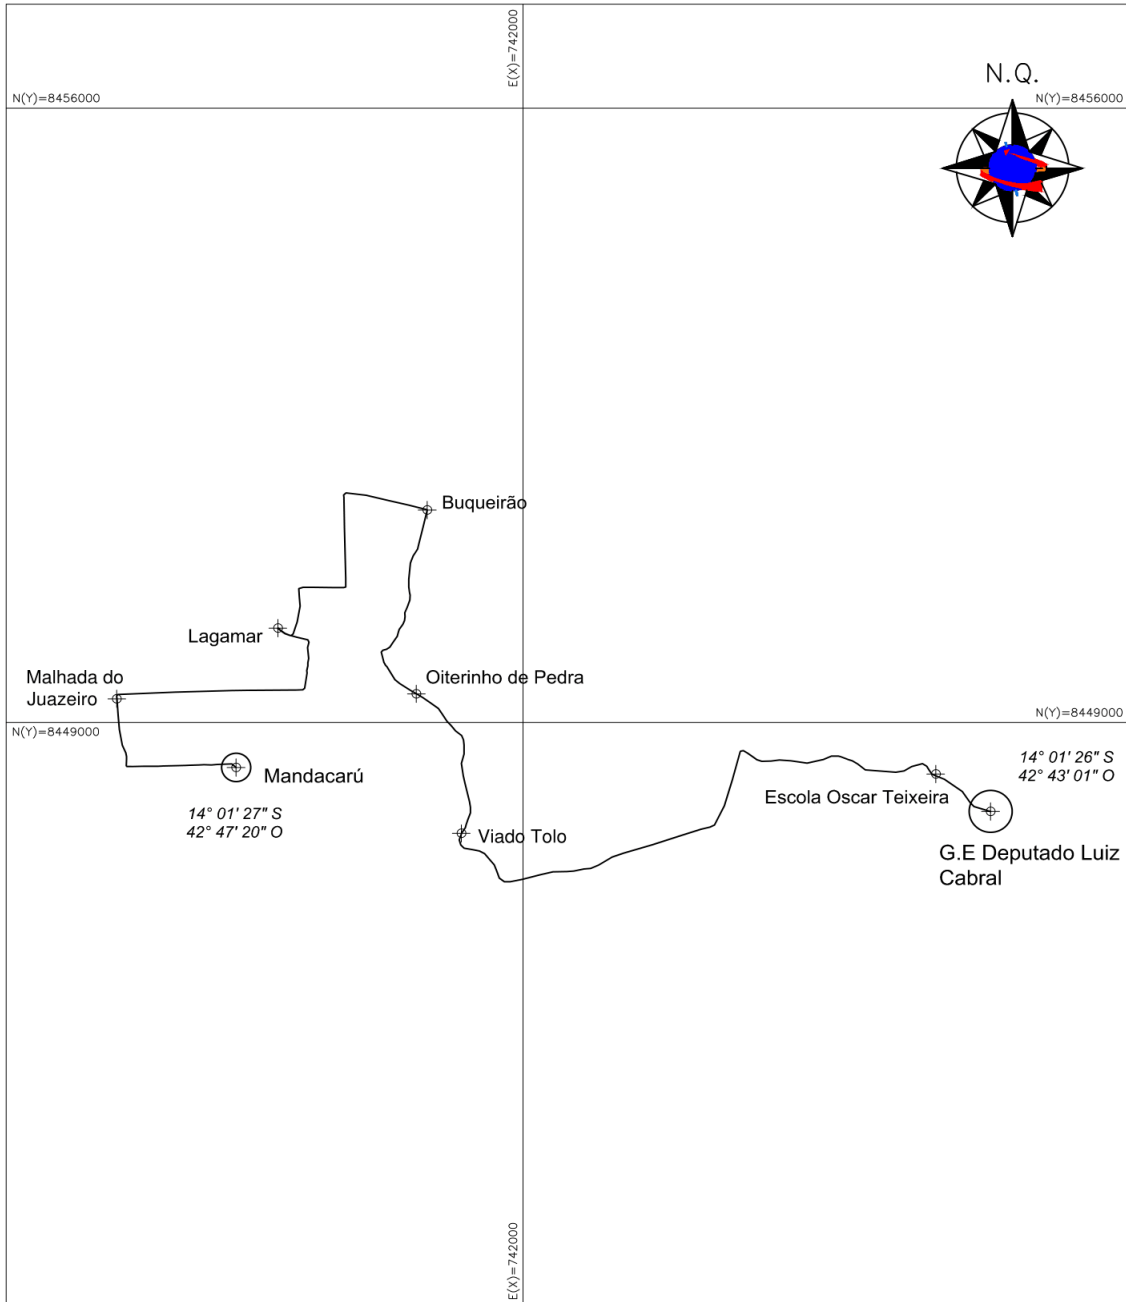 E(X)=742000
N.Q.
N(Y)=8456000
N(Y)=8456000
Buqueirão
Lagamar
Malhada do
Juazeiro
Oiterinho de Pedra
N(Y)=8449000
N(Y)=8449000
14° 01' 26" S
42° 43' 01" O
Mandacarú
Escola Oscar Teixeira
14° 01' 27" S
42° 47' 20" O
Viado Tolo
G.E Deputado Luiz
Cabral
E(X)=742000